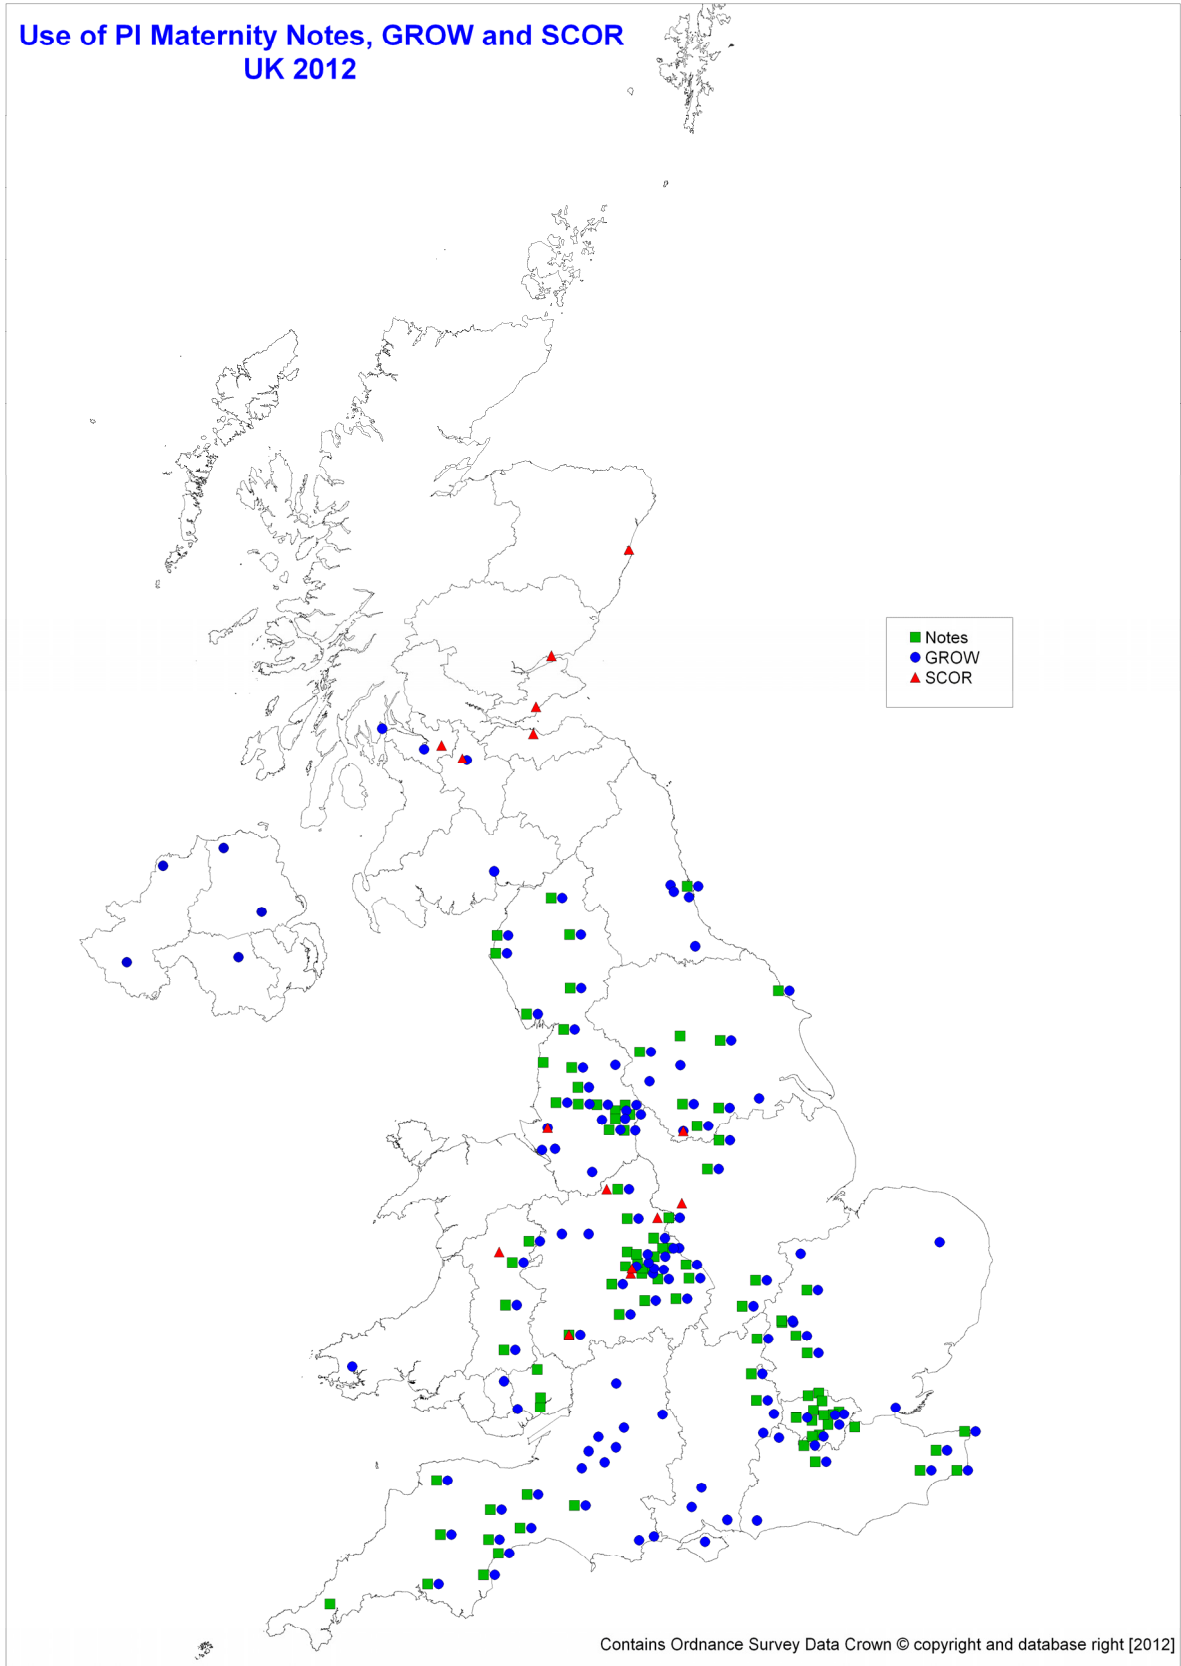 Use of PI Maternity Notes, GROW and SCOR
UK 2012
Notes
GROW
SCOR
Contains Ordnance Survey Data Crown © copyright and database right [2012]